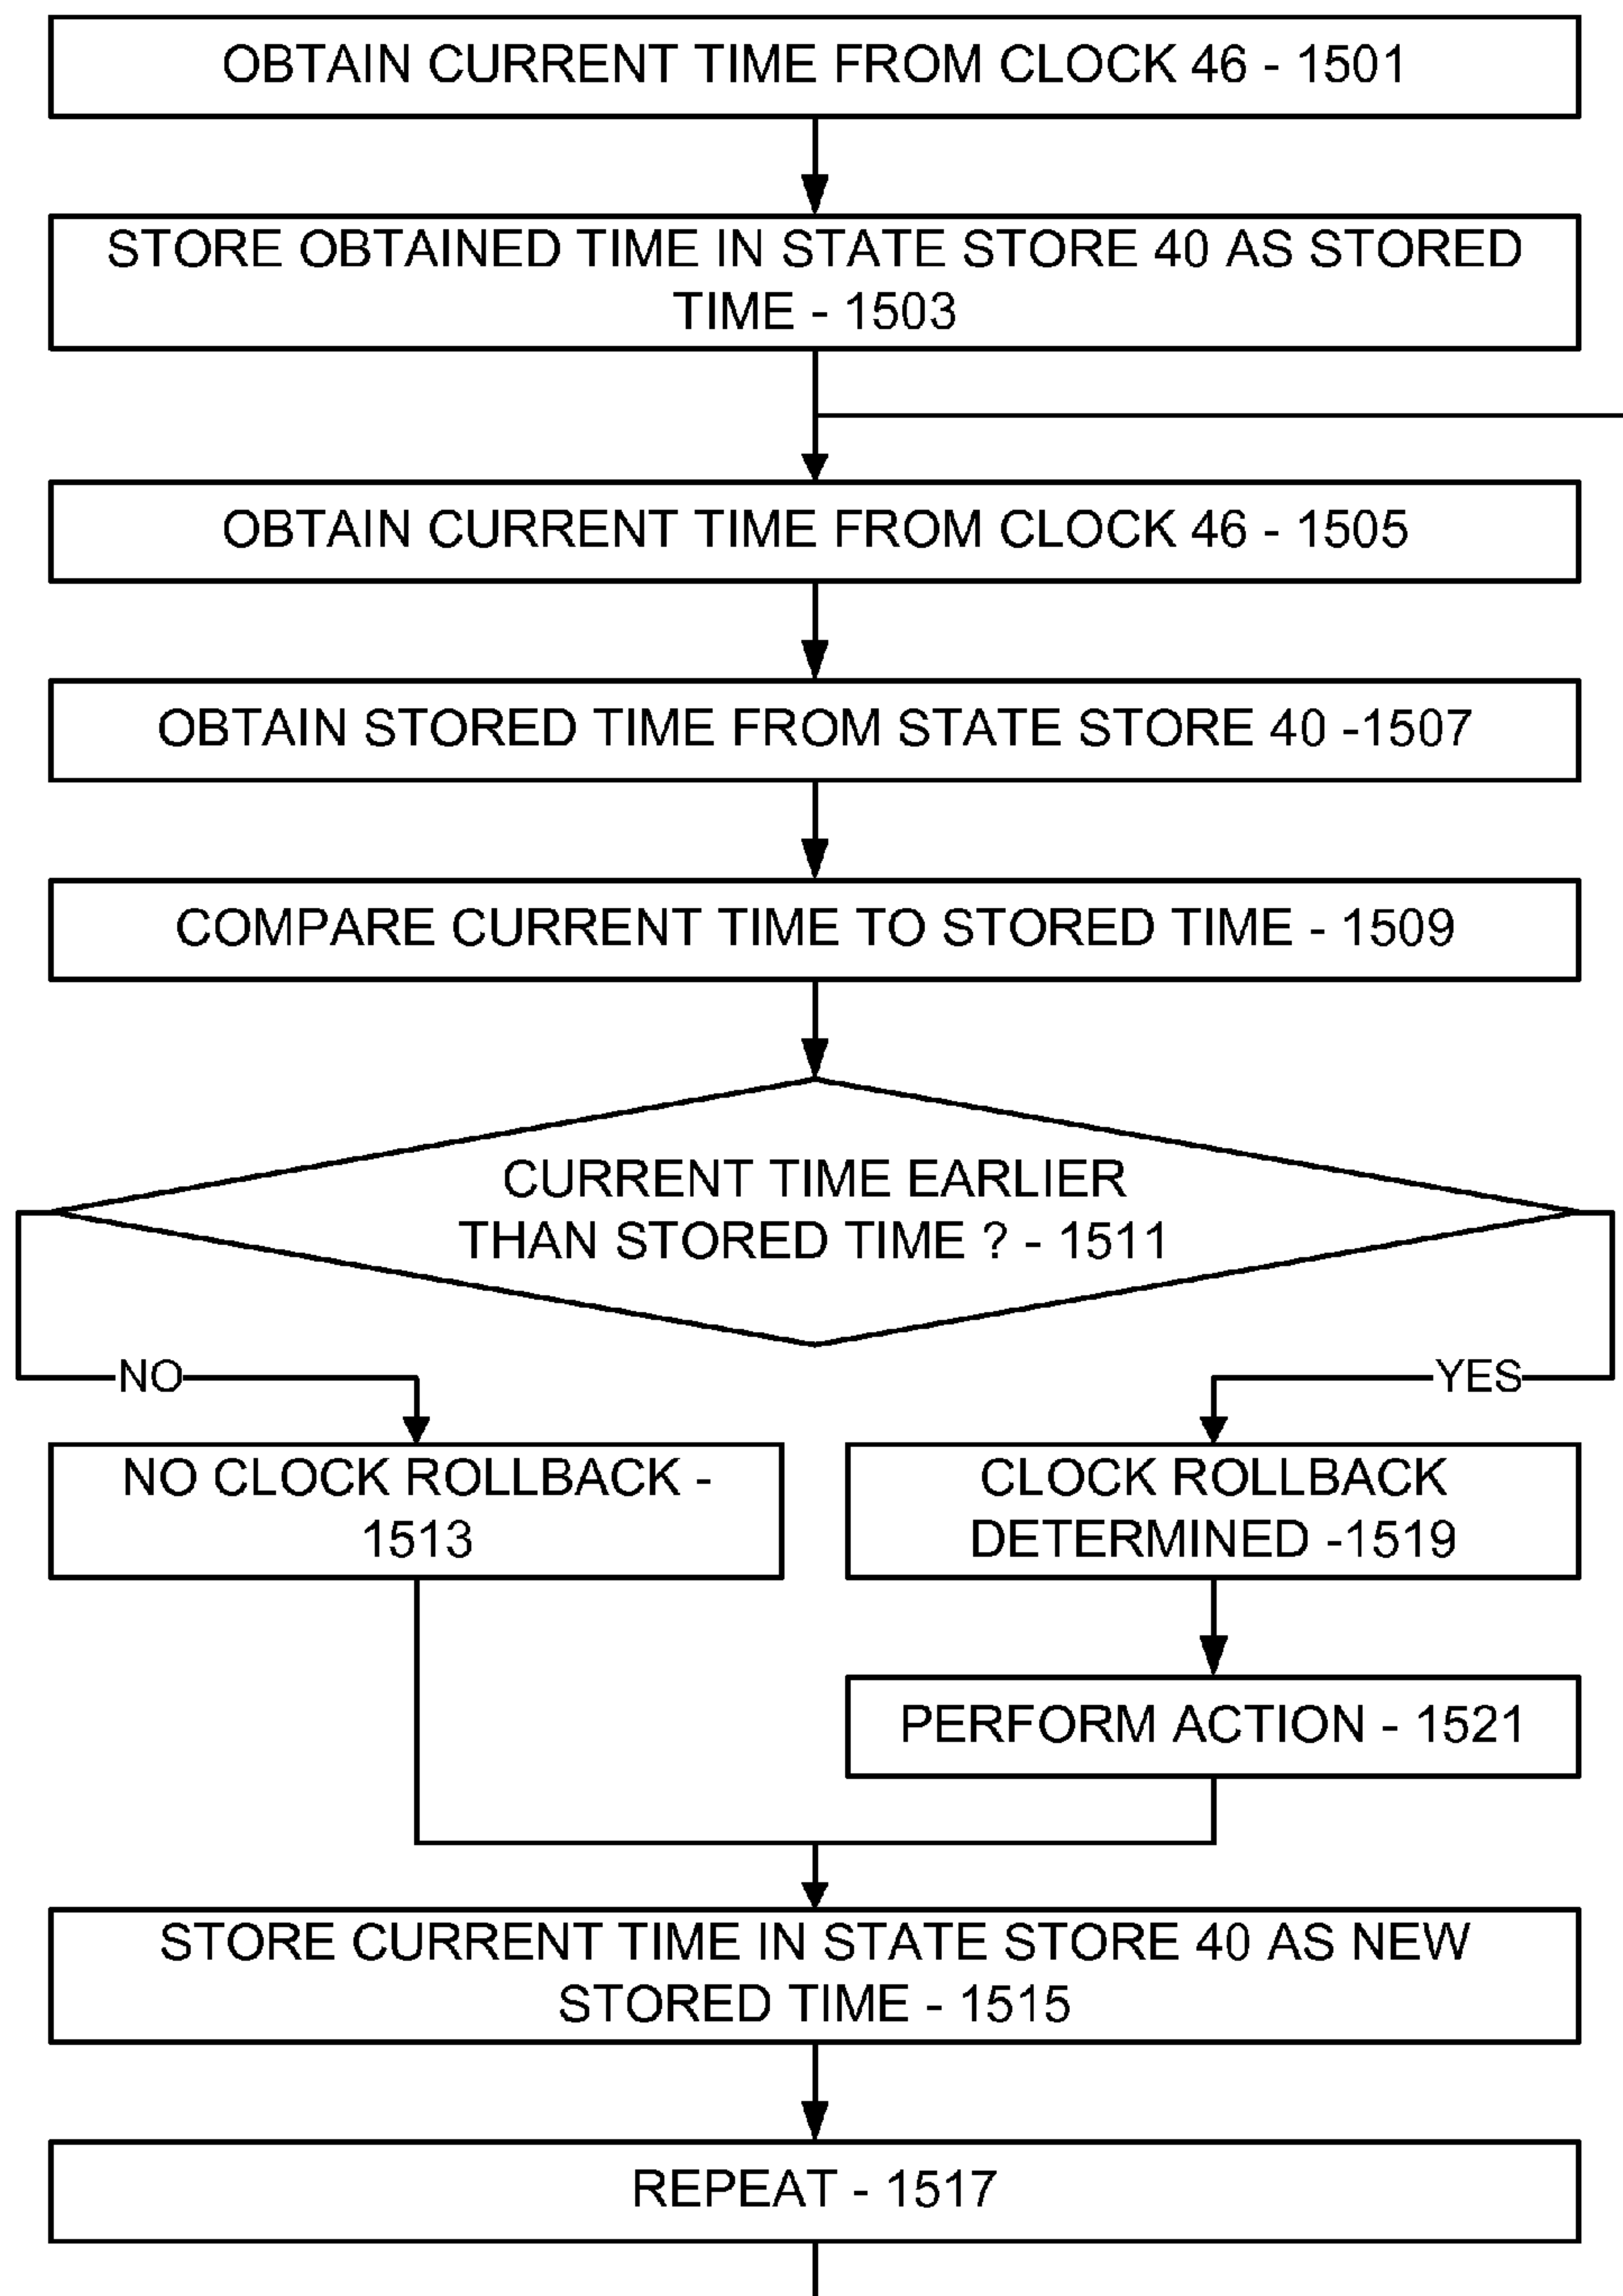 OBTAIN CURRENT TIME FROM CLOCK 46 - 1501
STORE OBTAINED TIME IN STATE STORE 40 AS STORED
TIME - 1503
OBTAIN CURRENT TIME FROM CLOCK 46 - 1505
OBTAIN STORED TIME FROM STATE STORE 40 -1507
COMPARE CURRENT TIME TO STORED TIME - 1509
CURRENT TIME EARLIER
THAN STORED TIME ? - 1511
NO
YES
NO CLOCK ROLLBACK -
1513
CLOCK ROLLBACK
DETERMINED -1519
PERFORM ACTION - 1521
STORE CURRENT TIME IN STATE STORE 40 AS NEW
STORED TIME - 1515
REPEAT - 1517